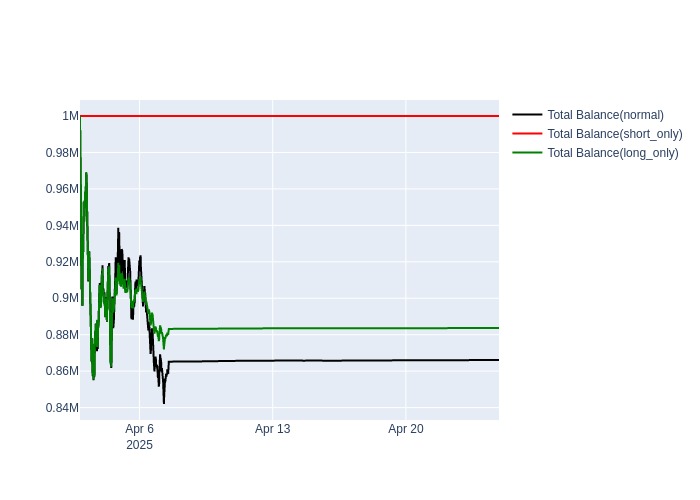 1M
0.98M
0.96M
0.94M
0.92M
0.9M
0.88M
0.86M
0.84M
Apr 6
2025
Apr 13
Apr 20
Total Balance(normal)
Total Balance(short_only)
Total Balance(long_only)